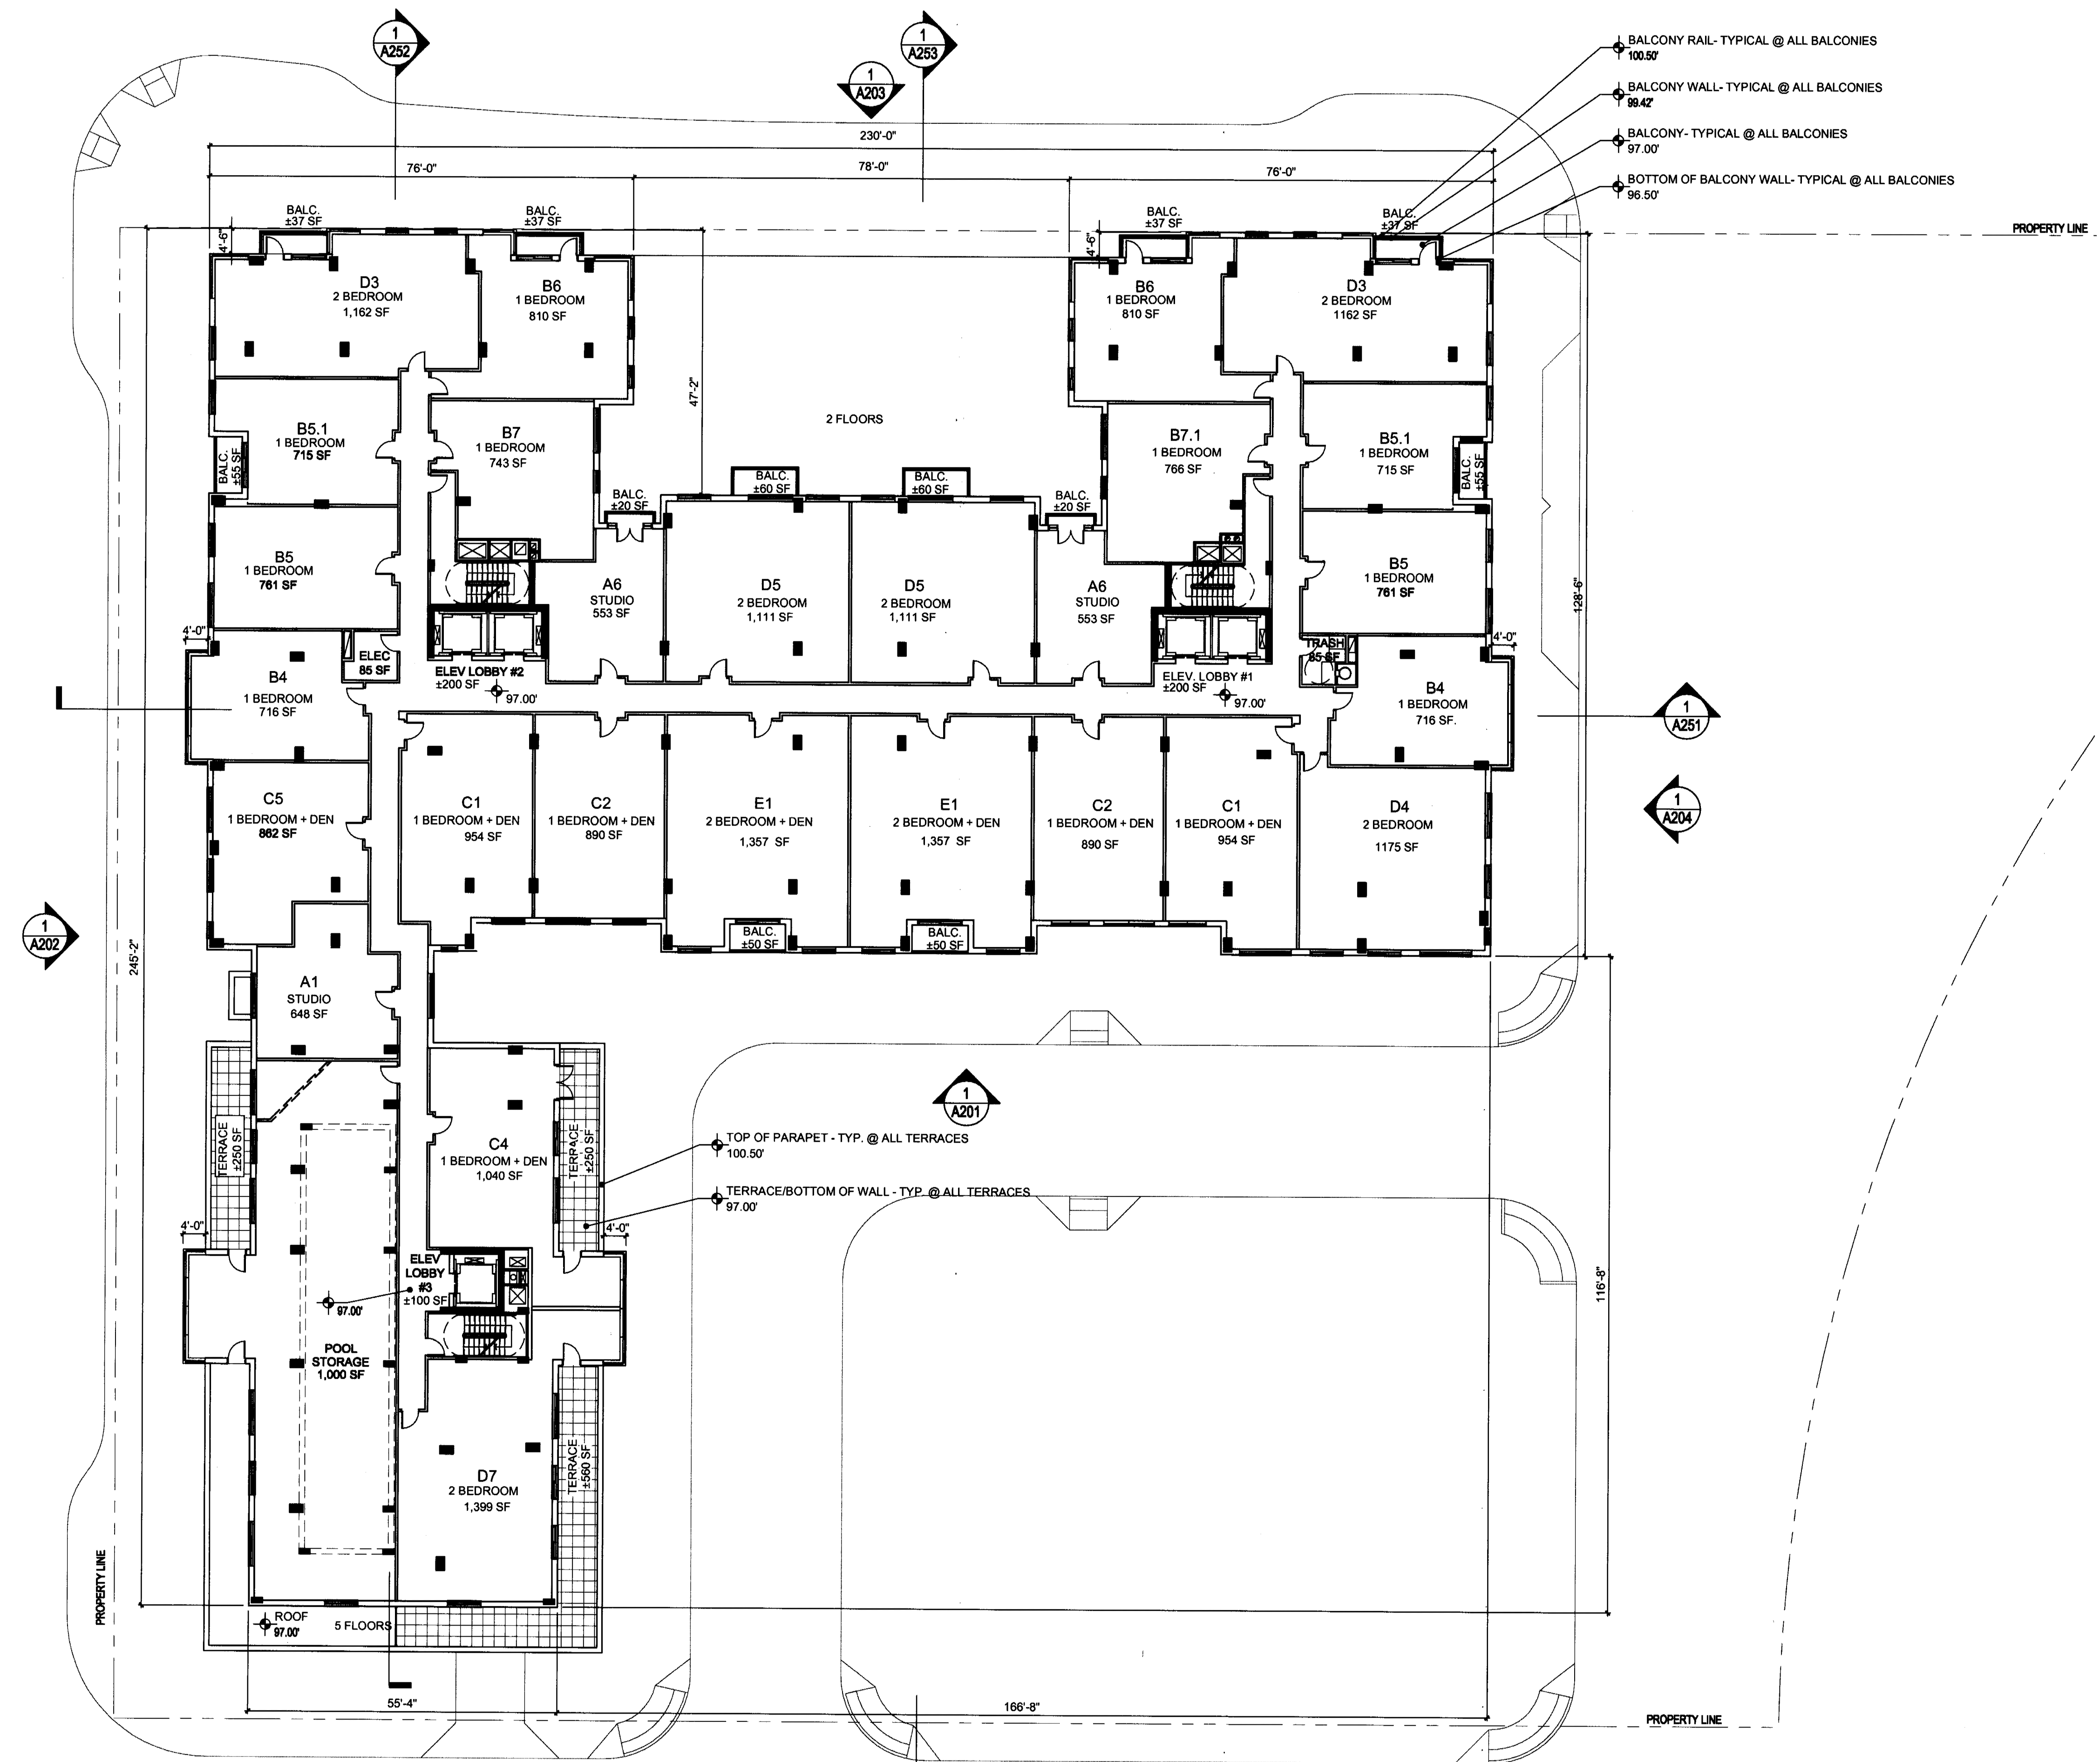 1
A252
1
A253
1
A203
BALCONY RAIL- TYPICAL @ ALL BALCONIES
100.50'
BALCONY WALL- TYPICAL @ ALL BALCONIES
99.42'
BALCONY- TYPICAL @ ALL BALCONIES
97.00'
BOTTOM OF BALCONY WALL- TYPICAL @ ALL BALCONIES
96.50'
PROPERTY LINE
230'-0"
76'-0"
78'-0"
76'-0"
BALC.
±37 SF
BALC.
±37 SF
BALC.
±37 SF
BALC.
±37 SF
4'-6"
4'-6"
D3
2 BEDROOM
1,162 SF
B6
1 BEDROOM
810 SF
B6
1 BEDROOM
810 SF
D3
2 BEDROOM
1162 SF
47'-2"
2 FLOORS
B5.1
1 BEDROOM
715 SF
BALC.
±55 SF
B7
1 BEDROOM
743 SF
B7.1
1 BEDROOM
766 SF
B5.1
1 BEDROOM
715 SF
BALC.
±55 SF
BALC.
±20 SF
BALC.
±60 SF
BALC.
±60 SF
BALC.
±20 SF
B5
1 BEDROOM
761 SF
A6
STUDIO
553 SF
D5
2 BEDROOM
1,111 SF
D5
2 BEDROOM
1,111 SF
A6
STUDIO
553 SF
B5
1 BEDROOM
761 SF
128'-6"
4'-0"
4'-0"
ELEC
85 SF
TRASH
85 SF
B4
1 BEDROOM
716 SF
ELEV LOBBY #2
±200 SF
97.00'
ELEV. LOBBY #1
±200 SF
97.00'
B4
1 BEDROOM
716 SF.
1
A251
C5
1 BEDROOM + DEN
862 SF
C1
1 BEDROOM + DEN
954 SF
C2
1 BEDROOM + DEN
890 SF
E1
2 BEDROOM + DEN
1,357 SF
E1
2 BEDROOM + DEN
1,357 SF
C2
1 BEDROOM + DEN
890 SF
C1
1 BEDROOM + DEN
954 SF
D4
2 BEDROOM
1175 SF
1
A204
1
A202
245'-2"
BALC.
±50 SF
BALC.
±50 SF
A1
STUDIO
648 SF
TERRACE
±250 SF
C4
1 BEDROOM + DEN
1,040 SF
TERRACE
±250 SF
1
A201
TOP OF PARAPET - TYP. @ ALL TERRACES
100.50'
TERRACE/BOTTOM OF WALL - TYP. @ ALL TERRACES
97.00'
4'-0"
4'-0"
ELEV
LOBBY
#3
±100 SF
97.00'
116'-8"
POOL
STORAGE
1,000 SF
D7
2 BEDROOM
1,399 SF
TERRACE
±560 SF
PROPERTY LINE
ROOF
97.00'
5 FLOORS
55'-4"
166'-8"
PROPERTY LINE